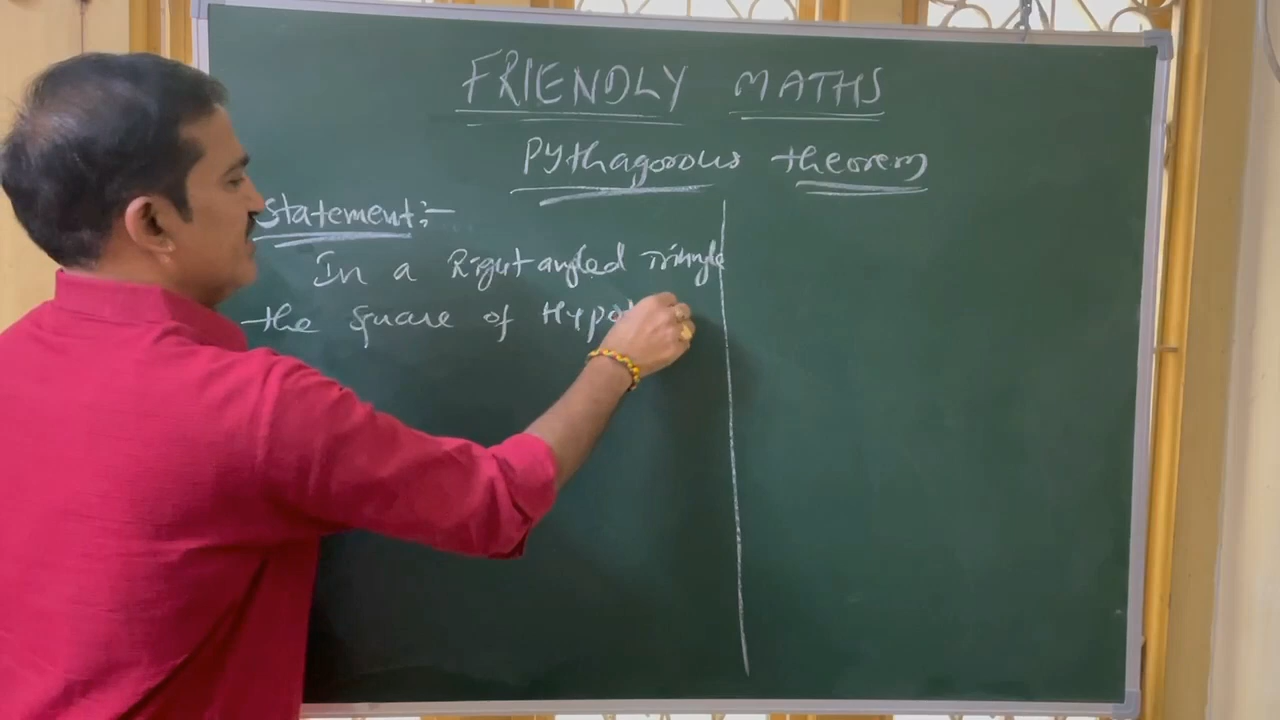 FRIENDLY MATHS
Pythagorous theorem
Statement:-
In a Right angled Triangle
the square of Hypot